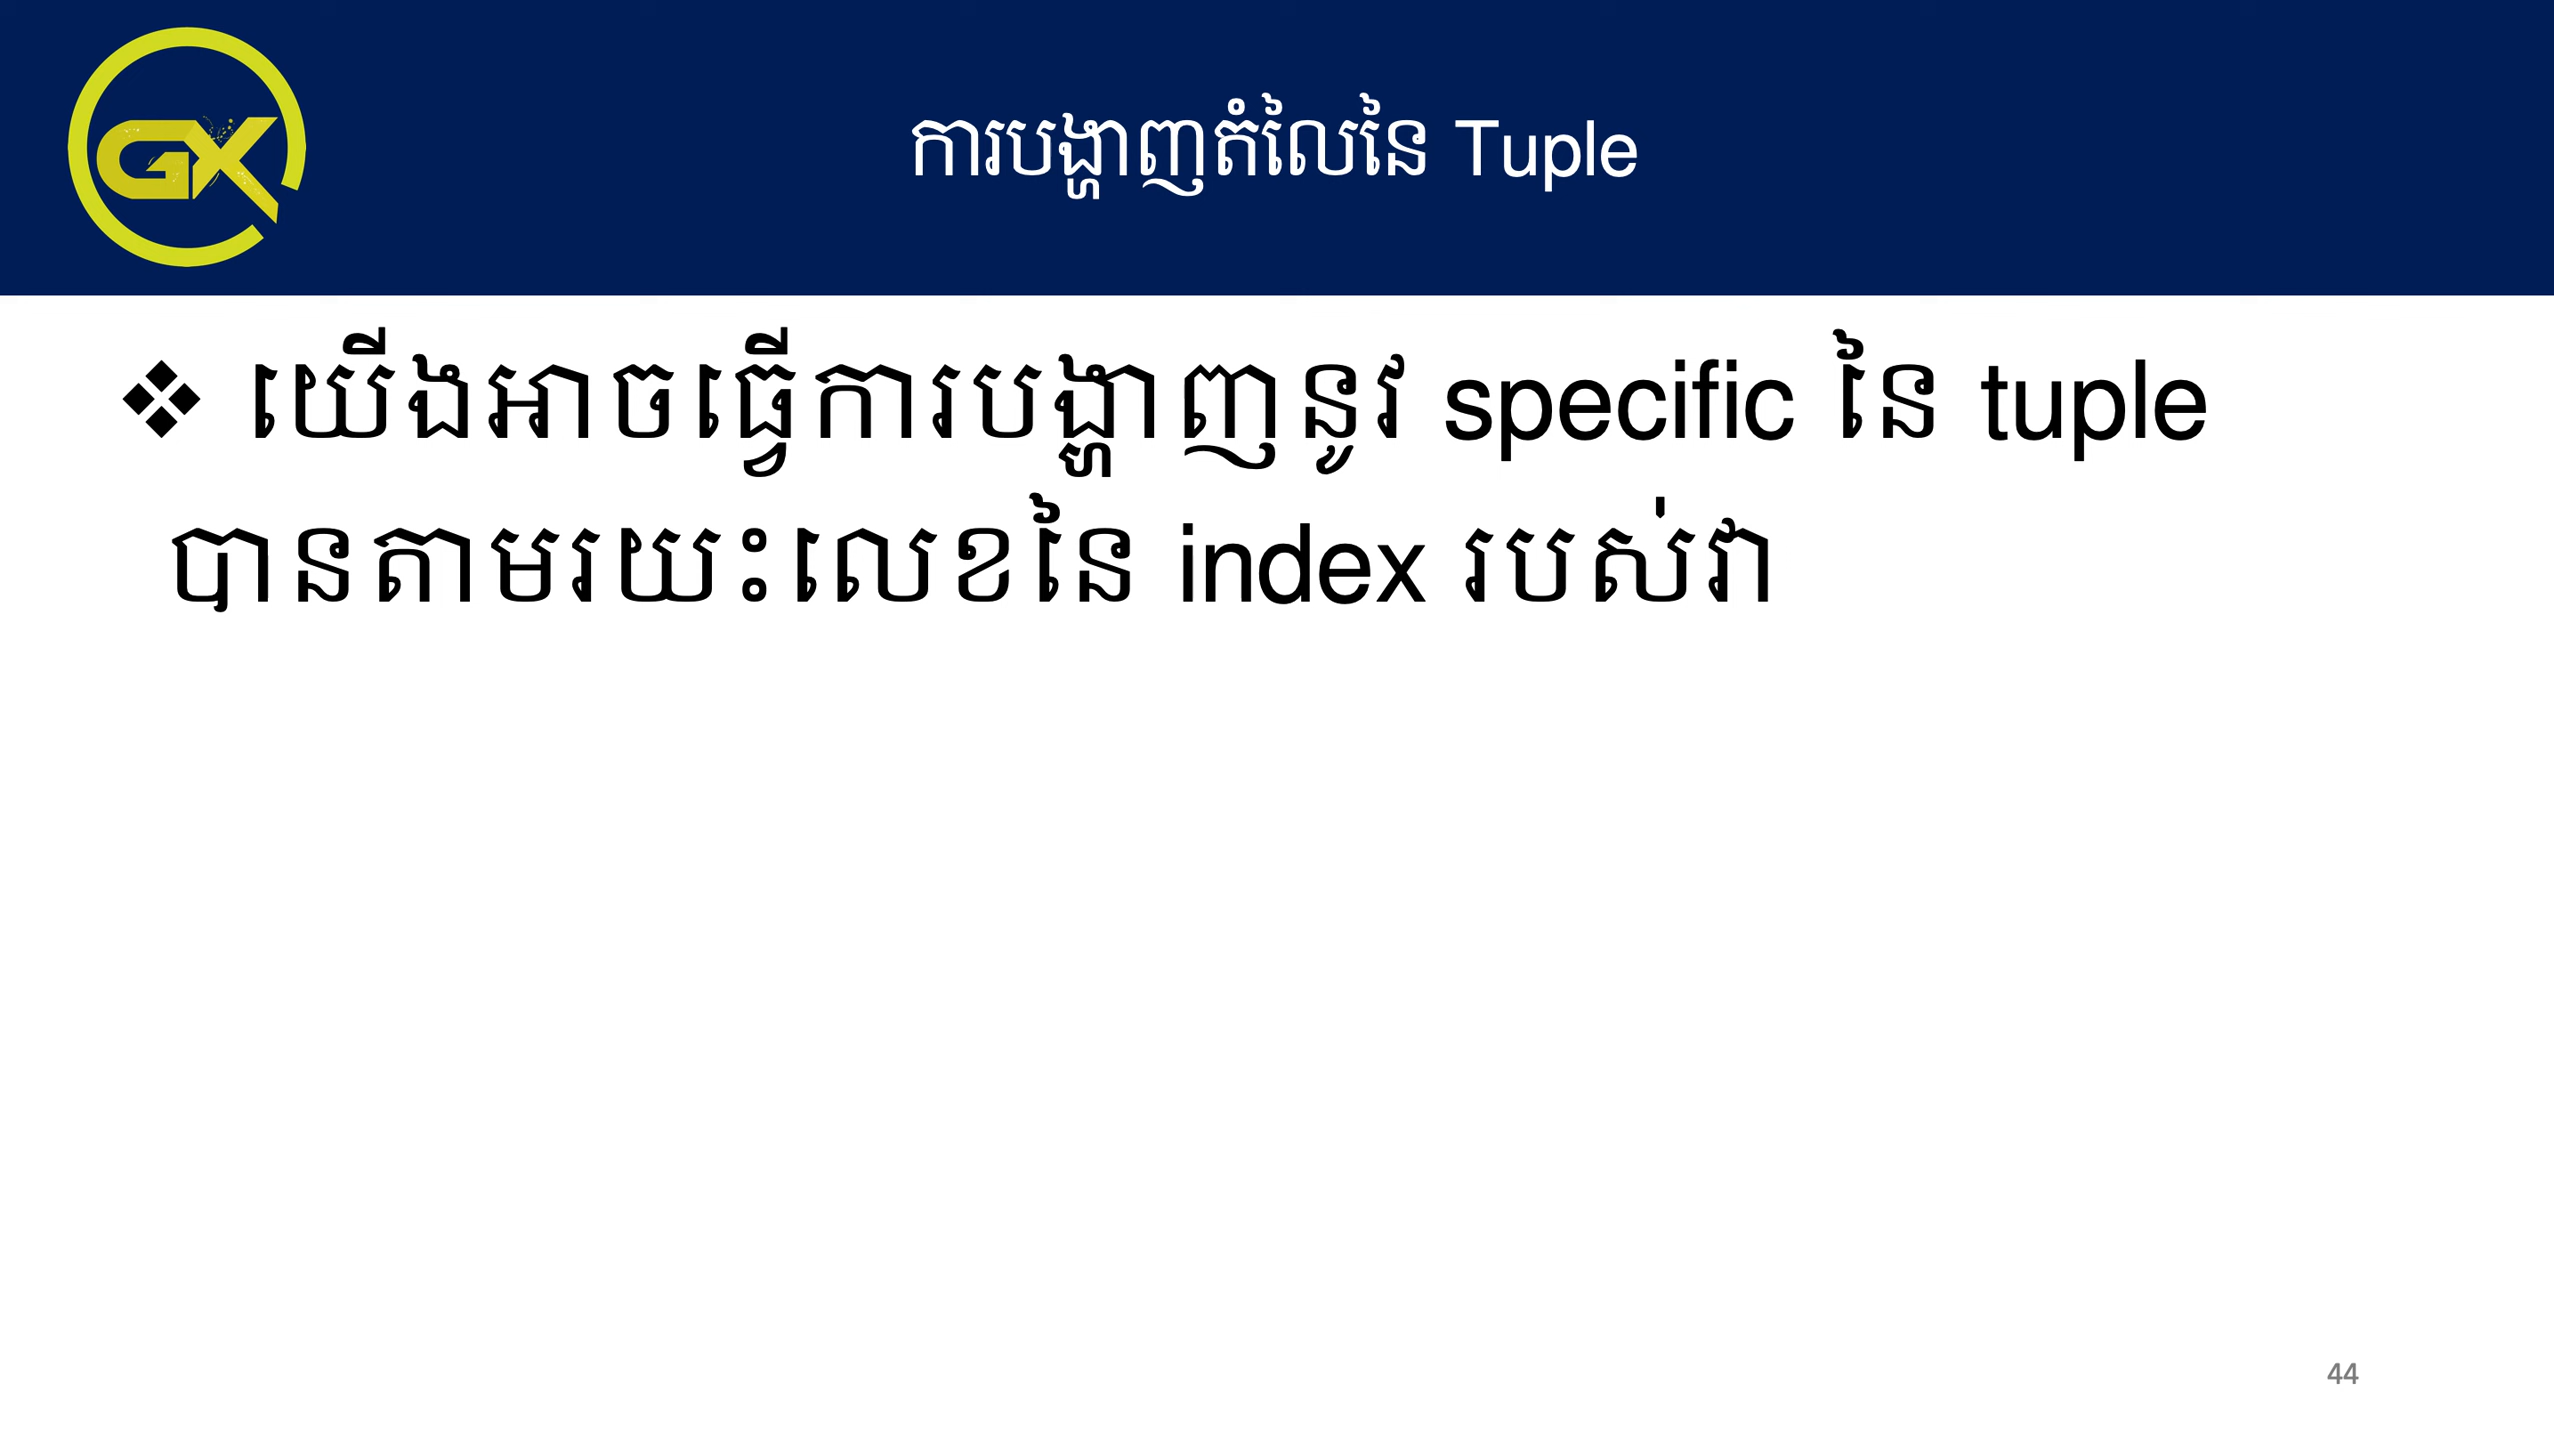 GX
ការបង្ហាញតំលៃនៃ Tuple
❖ យើងអាចធ្វើការបង្ហាញនូវ specific នៃ tuple
បានតាមរយះលេខនៃ index របស់វា
44